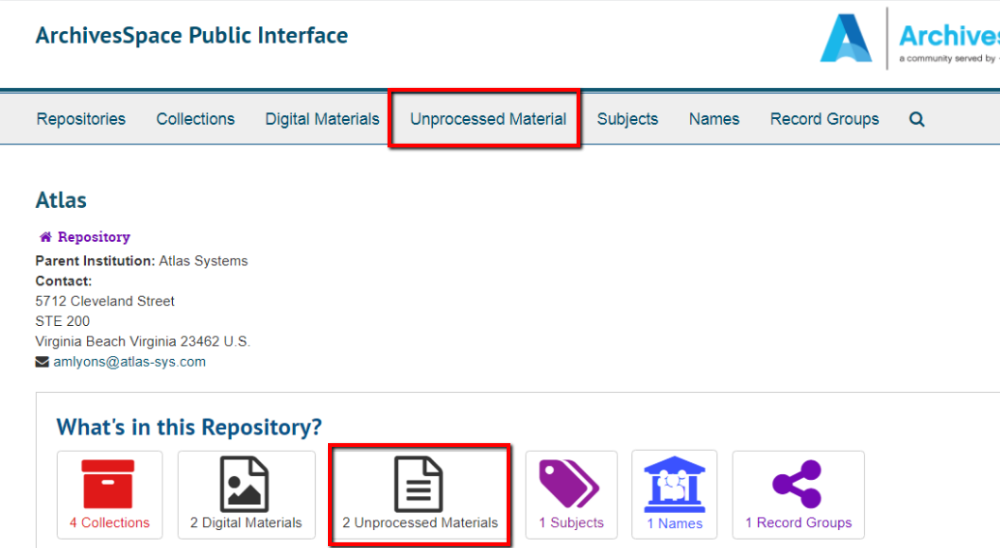 ArchivesSpace Public Interface
Archives
a community served by
Repositories Collections Digital Materials Unprocessed Material Subjects Names Record Groups
Atlas
Repository
Parent Institution: Atlas Systems
Contact:
5712 Cleveland Street
STE 200
Virginia Beach Virginia 23462 U.S.
amlyons@atlas-sys.com
What's in this Repository?
4 Collections 2 Digital Materials 2 Unprocessed Materials 1 Subjects 1 Names 1 Record Groups